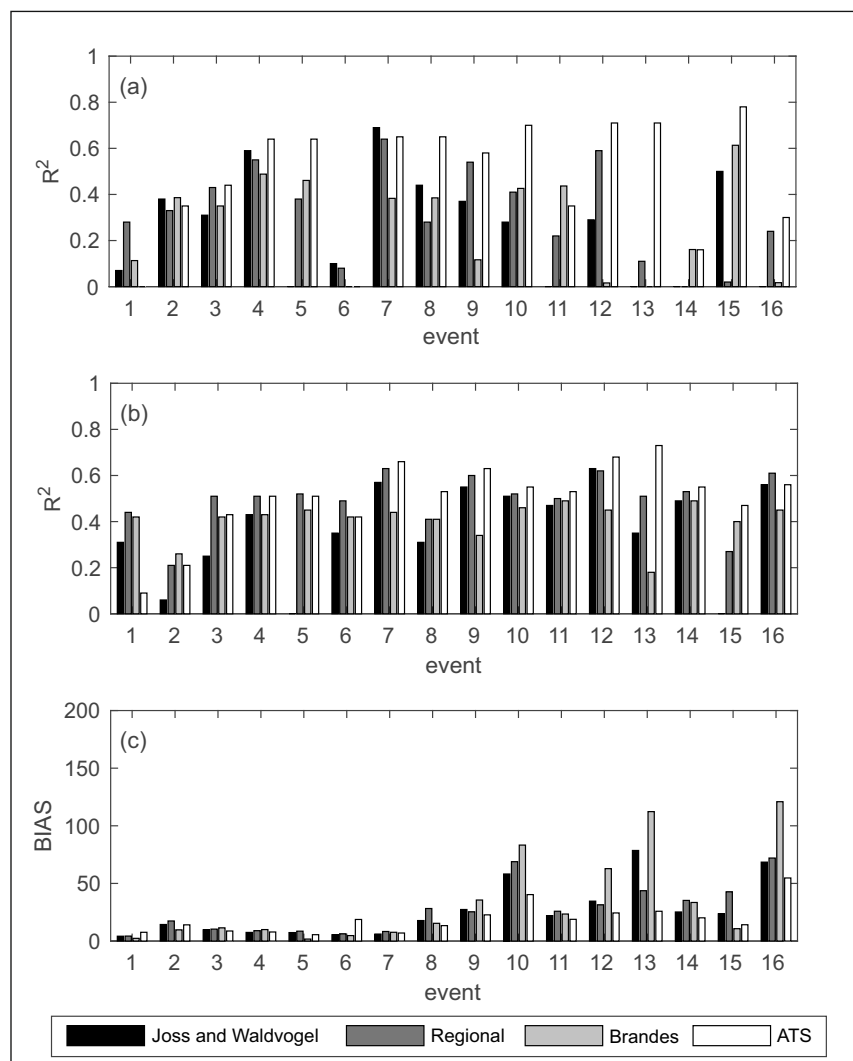 (a)
R²
1
0.8
0.6
0.4
0.2
0
1 2 3 4 5 6 7 8 9 10 11 12 13 14 15 16
event
(b)
R²
1
0.8
0.6
0.4
0.2
0
1 2 3 4 5 6 7 8 9 10 11 12 13 14 15 16
event
(c)
BIAS
200
150
100
50
0
1 2 3 4 5 6 7 8 9 10 11 12 13 14 15 16
event
Joss and Waldvogel Regional Brandes ATS